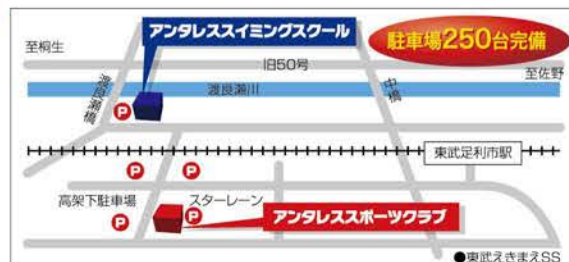 アンタレススイミングスクール
駐車場250台完備
至桐生
旧50号
至佐野
渡良瀬橋
渡良瀬川
中橋
P
東武足利市駅
P
P
高架下駐車場
スターレーン
P
P
アンタレススポーツクラブ
●東武えきまえSS